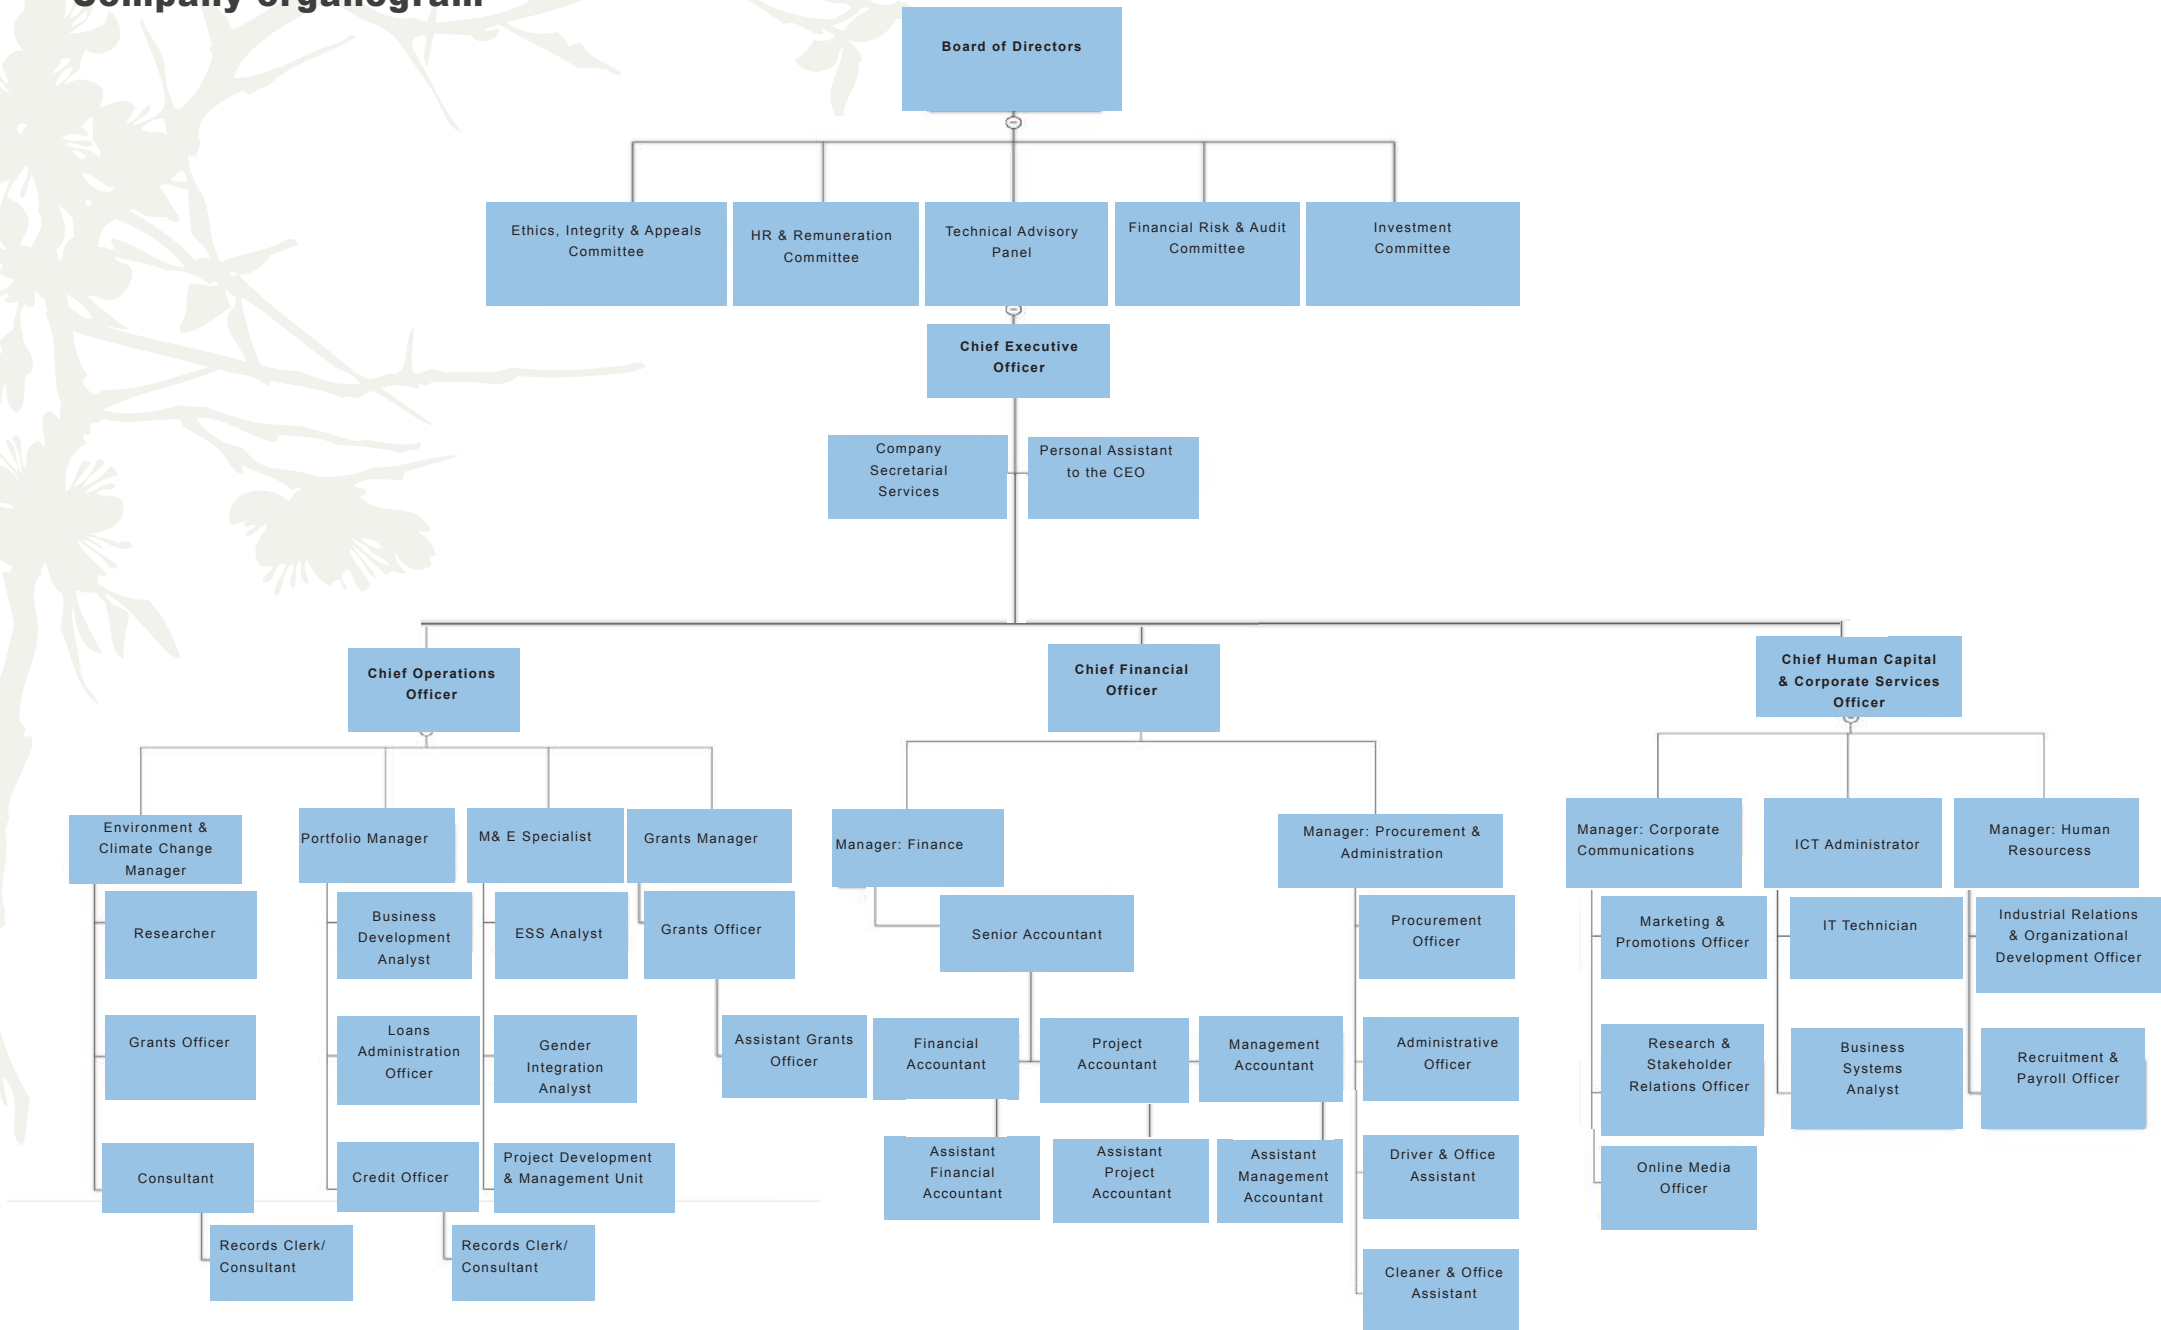 Company organogram
Board of Directors
Ethics, Integrity & Appeals
Committee
HR & Remuneration
Committee
Technical Advisory
Panel
Financial Risk & Audit
Committee
Investment
Committee
Chief Executive
Officer
Company
Secretarial
Services
Personal Assistant
to the CEO
Chief Operations
Officer
Chief Financial
Officer
Chief Human Capital
& Corporate Services
Officer
Environment &
Climate Change
Manager
Portfolio Manager
M& E Specialist
Grants Manager
Manager: Finance
Manager: Procurement &
Administration
Manager: Corporate
Communications
ICT Administrator
Manager: Human
Resourcess
Researcher
Business
Development
Analyst
ESS Analyst
Grants Officer
Senior Accountant
Procurement
Officer
Marketing &
Promotions Officer
IT Technician
Industrial Relations
& Organizational
Development Officer
Grants Officer
Loans
Administration
Officer
Gender
Integration
Analyst
Assistant Grants
Officer
Financial
Accountant
Project
Accountant
Management
Accountant
Administrative
Officer
Research &
Stakeholder
Relations Officer
Business
Systems
Analyst
Recruitment &
Payroll Officer
Consultant
Credit Officer
Project Development
& Management Unit
Assistant
Financial
Accountant
Assistant
Project
Accountant
Assistant
Management
Accountant
Driver & Office
Assistant
Online Media
Officer
Records Clerk/
Consultant
Records Clerk/
Consultant
Cleaner & Office
Assistant